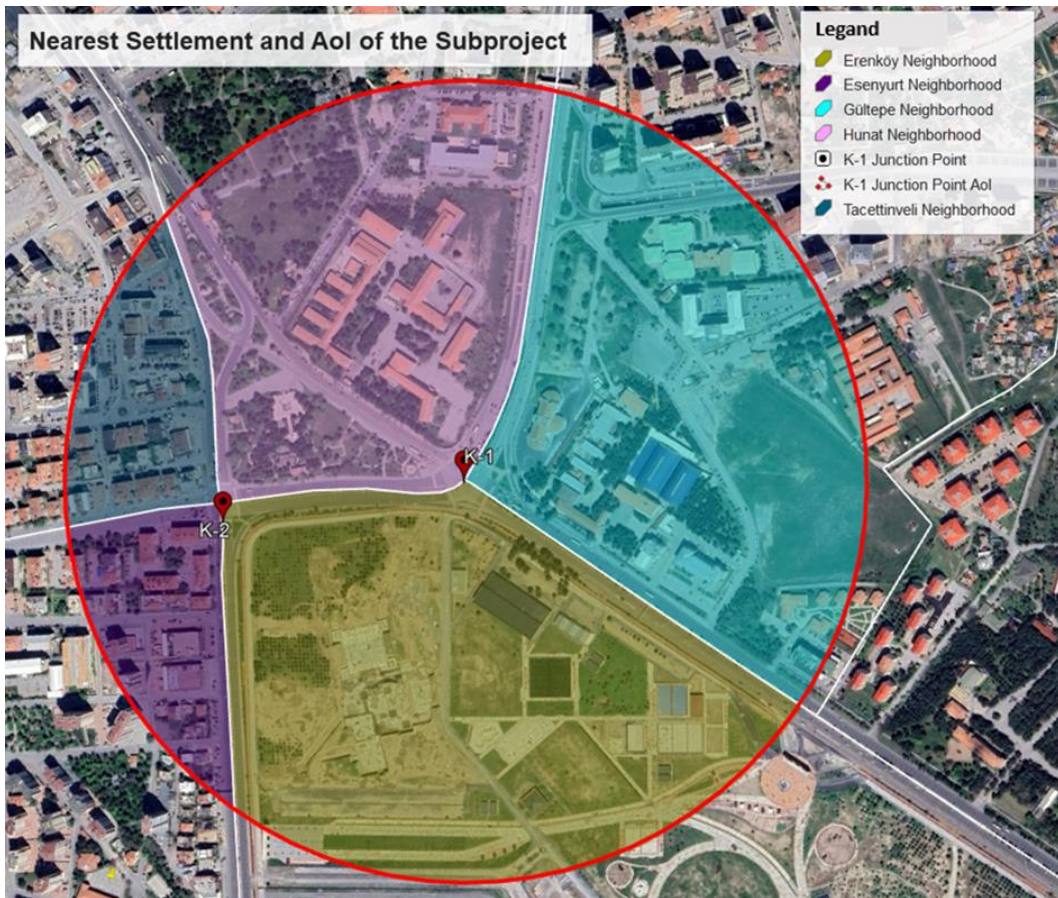 Nearest Settlement and AoI of the Subproject
Legand
Erenköy Neighborhood
Esenyurt Neighborhood
Gültepe Neighborhood
Hunat Neighborhood
K-1 Junction Point
K-1 Junction Point AoI
Tacettinveli Neighborhood
K-1
K-2